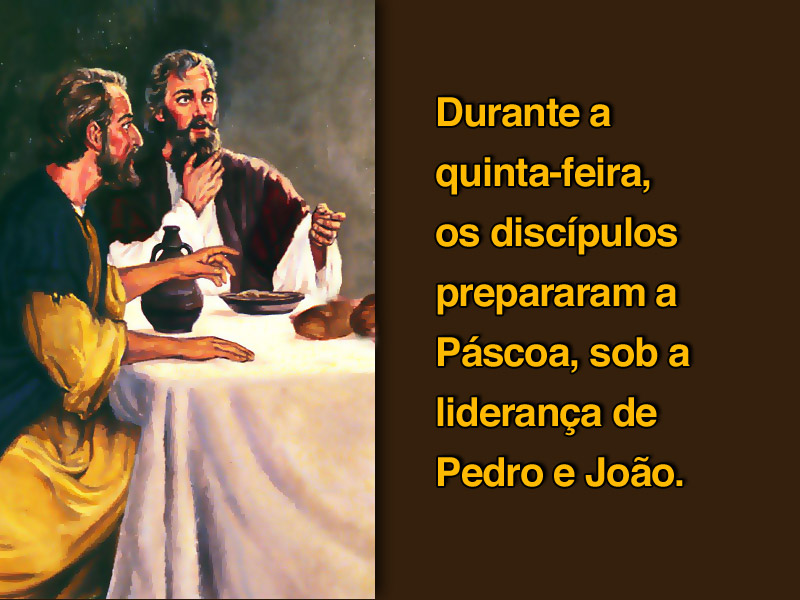 Durante a
quinta-feira,
os discípulos
prepararam a
Páscoa, sob a
liderança de
Pedro e João.